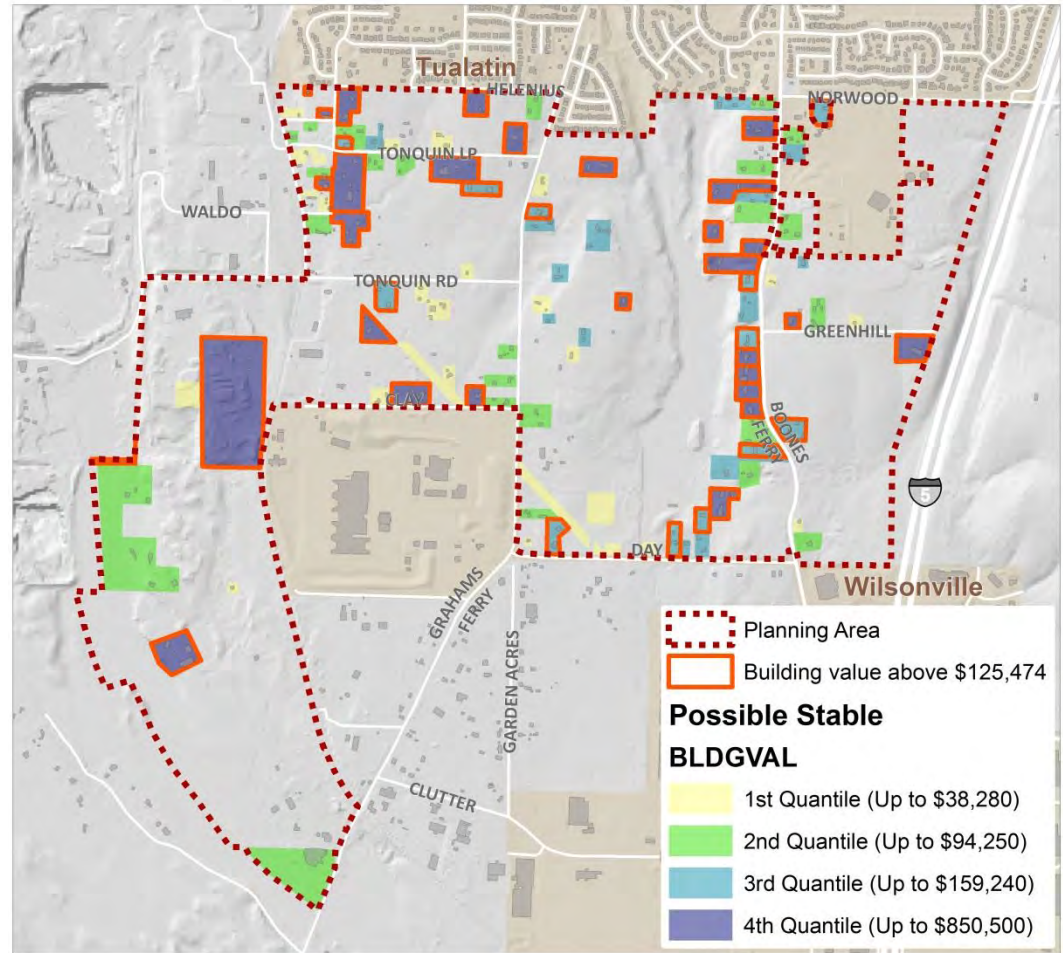 Tualatin
HELENIUS
NORWOOD
TONQUIN LP
WALDO
TONQUIN RD
GREENHILL
CLAY
BOONES
FERRY
5
DAY
Wilsonville
GRAHAMS
FERRY
GARDEN ACRES
CLUTTER
Planning Area
Building value above $125,474
Possible Stable
BLDGVAL
1st Quantile (Up to $38,280)
2nd Quantile (Up to $94,250)
3rd Quantile (Up to $159,240)
4th Quantile (Up to $850,500)